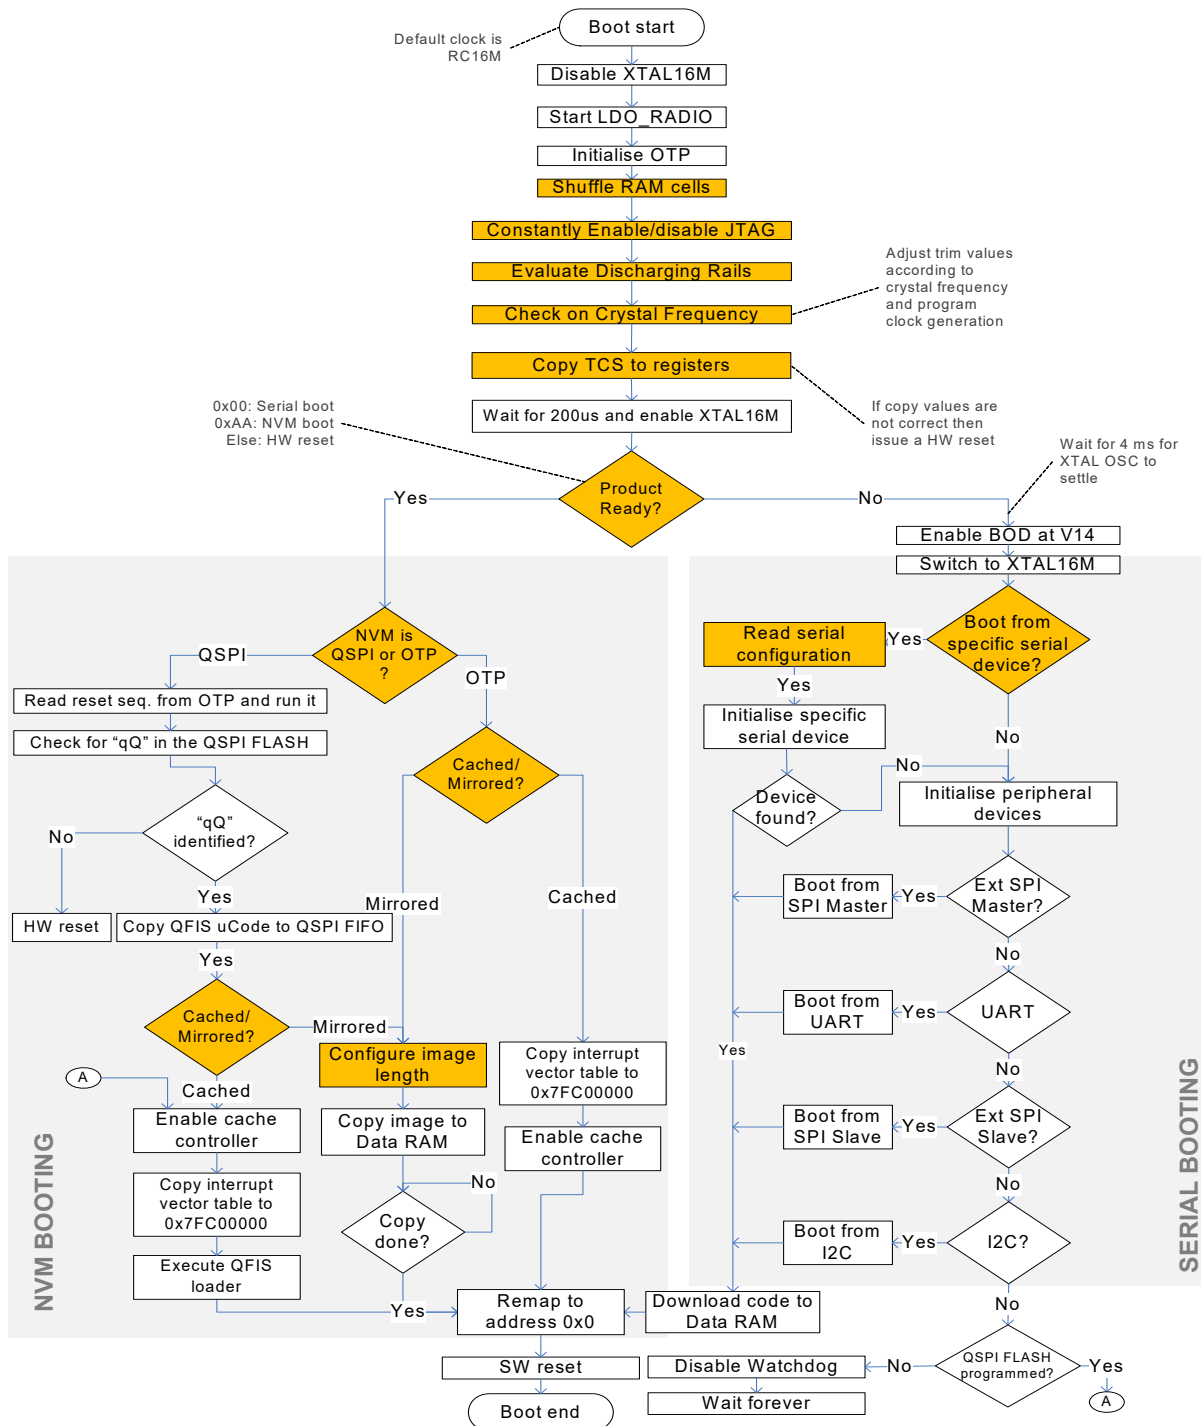 Boot start
Default clock is
RC16M
Disable XTAL16M
Start LDO_RADIO
Initialise OTP
Shuffle RAM cells
Constantly Enable/disable JTAG
Evaluate Discharging Rails
Adjust trim values
according to
crystal frequency
and program
clock generation
Check on Crystal Frequency
Copy TCS to registers
0x00: Serial boot
0xAA: NVM boot
Else: HW reset
Wait for 200us and enable XTAL16M
If copy values are
not correct then
issue a HW reset
Wait for 4 ms for
XTAL OSC to
settle
Product
Ready?
Yes
No
Enable BOD at V14
Switch to XTAL16M
NVM is
QSPI or OTP
?
QSPI
OTP
Read reset seq. from OTP and run it
Check for “qQ” in the QSPI FLASH
“qQ”
identified?
No
Yes
HW reset
Copy QFIS uCode to QSPI FIFO
Yes
Cached/
Mirrored?
Mirrored
Cached
A
Enable cache
controller
Copy interrupt
vector table to
0x7FC00000
Execute QFIS
loader
Cached/
Mirrored?
Mirrored
Cached
Configure image
length
Copy image to
Data RAM
No
Copy
done?
Yes
Copy interrupt
vector table to
0x7FC00000
Enable cache
controller
Remap to
address 0x0
SW reset
Boot end
NVM BOOTING
Boot from
specific serial
device?
Yes
Read serial
configuration
Yes
Initialise specific
serial device
No
No
Device
found?
Initialise peripheral
devices
Ext SPI
Master?
Yes
Boot from
SPI Master
No
UART
Yes
Boot from
UART
Yes
No
Ext SPI
Slave?
Yes
Boot from
SPI Slave
No
I2C?
Yes
Boot from
I2C
No
Download code to
Data RAM
QSPI FLASH
programmed?
No
Yes
A
Disable Watchdog
Wait forever
SERIAL BOOTING